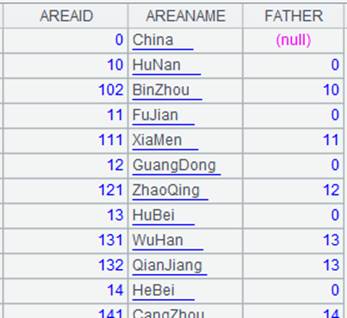 AREAID AREANAME FATHER
0 China (null)
10 HuNan 0
102 BinZhou 10
11 FuJian 0
111 XiaMen 11
12 GuangDong 0
121 ZhaoQing 12
13 HuBei 0
131 WuHan 13
132 QianJiang 13
14 HeBei 0
141 CangZhou 14